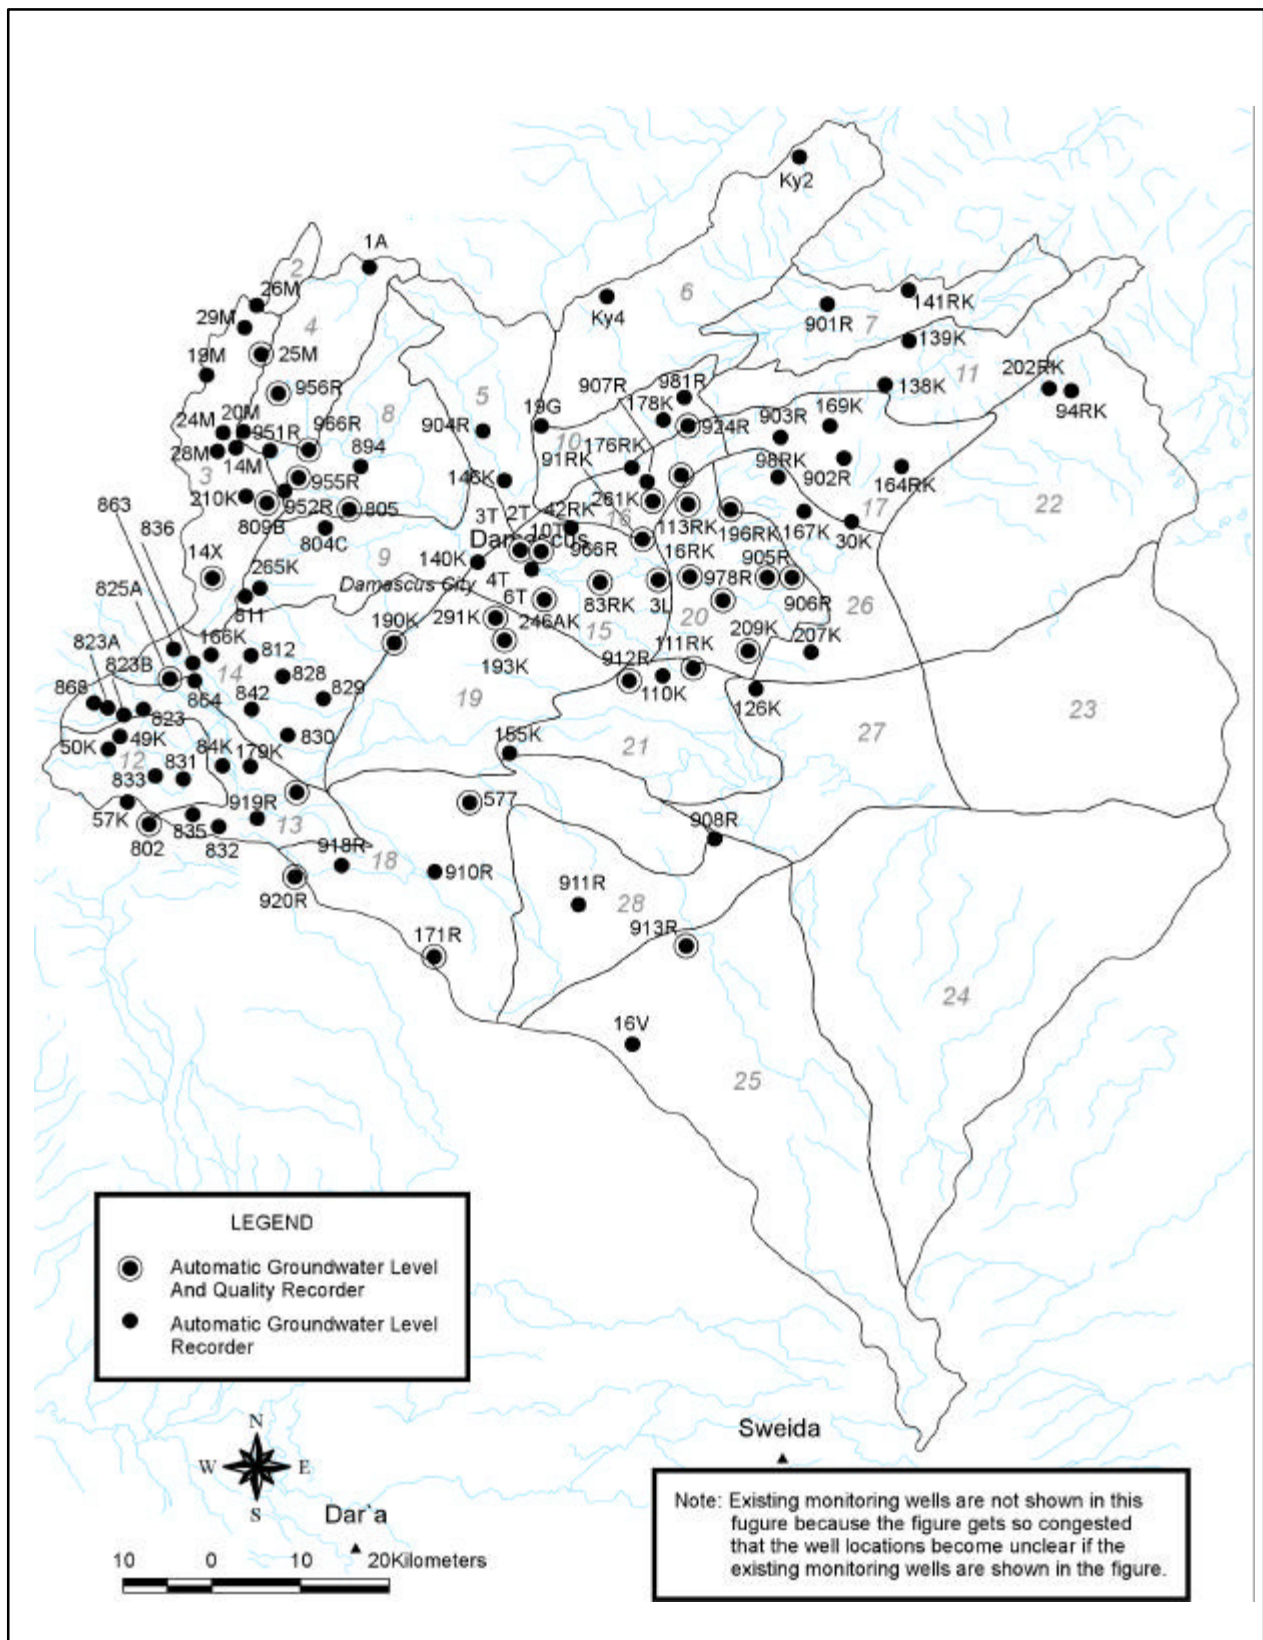 Ky2
1A
2
26M
4
29M
6
141RK
Ky4
901R
7
139K
19M
25M
956R
11
202RK
94RK
138K
981R
907R
178K
5
8
24M
20M
951R
966R
904R
19G
10
924R
903R
169K
28M
14M
894
176RK
91RK
98RK
902R
164RK
3
955R
146K
22
210K
952R
805
261K
17
863
836
809B
804C
3T
2T
42RK
16
113RK
196RK
167K
30K
10T
Damascus
966R
14X
9
140K
16RK
905R
265K
Damascus City
4T
978R
825A
811
6T
83RK
3L
906R
26
246AK
20
291K
15
190K
166K
812
209K
207K
823A
823B
14
193K
111RK
912R
868
828
864
842
829
19
110K
126K
23
823
830
21
27
50K
49K
84K
179K
155K
12
831
833
577
919R
57K
13
835
802
832
908R
918R
18
910R
920R
911R
28
913R
171R
24
16V
25
LEGEND
Automatic Groundwater Level
And Quality Recorder
Automatic Groundwater Level
Recorder
N
W E
S
Sweida
Dar`a
10 0 10 20Kilometers
Note: Existing monitoring wells are not shown in this
fugure because the figure gets so congested
that the well locations become unclear if the
existing monitoring wells are shown in the figure.